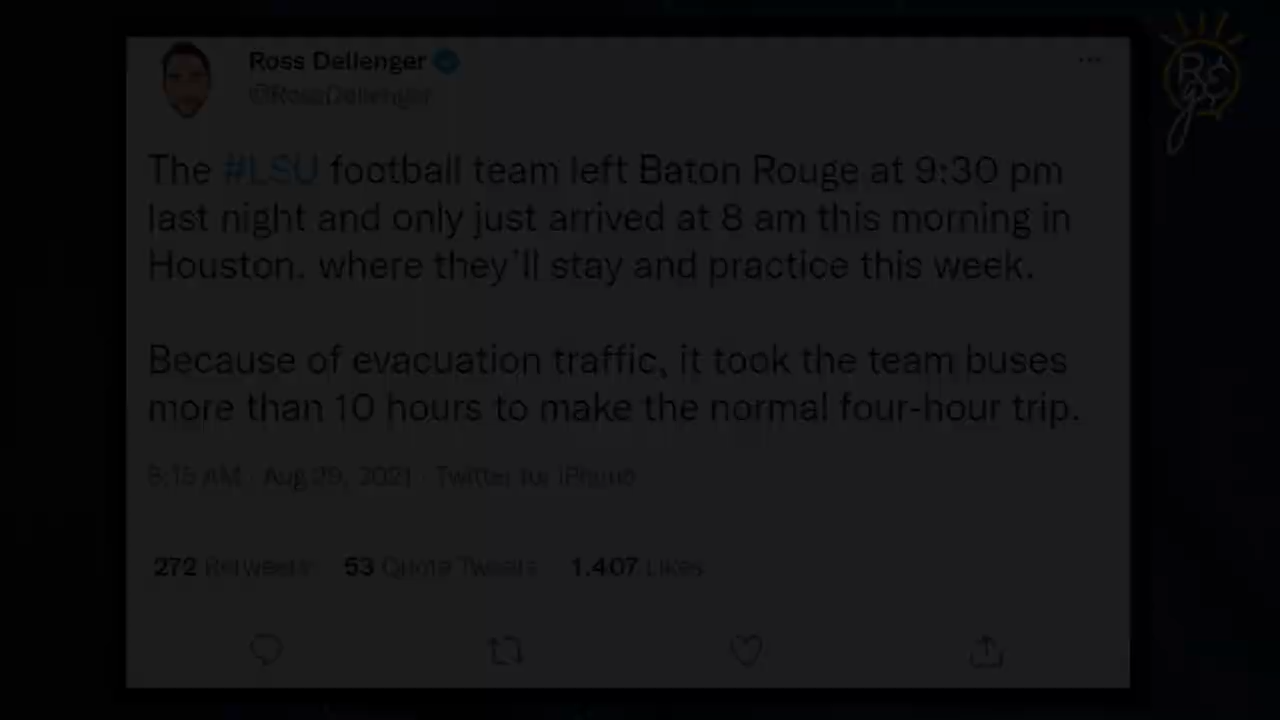 Ross Dellenger
@RossDellenger
The #LSU football team left Baton Rouge at 9:30 pm
last night and only just arrived at 8 am this morning in
Houston. where they'll stay and practice this week.
Because of evacuation traffic, it took the team buses
more than 10 hours to make the normal four-hour trip.
8:15 AM · Aug 29, 2021 · Twitter for iPhone
272 Retweets 53 Quote Tweets 1,407 Likes